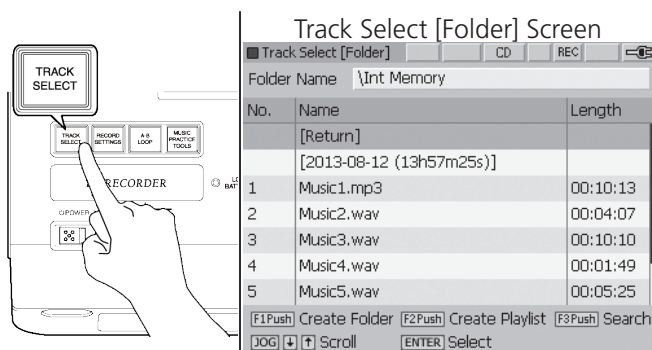 TRACK
SELECT
TRACK
SELECT
RECORD
SETTINGS
A-B
LOOP
MUSIC
PRACTICE
TOOLS
RECORDER
POWER
Track Select [Folder] Screen
Track Select [Folder] CD REC
Folder Name \Int Memory
No. Name Length
[Return]
[2013-08-12 (13h57m25s)]
1 Music1.mp3 00:10:13
2 Music2.wav 00:04:07
3 Music3.wav 00:10:10
4 Music4.wav 00:01:49
5 Music5.wav 00:05:25
F1Push Create Folder F2Push Create Playlist F3Push Search
JOG ↓ ↑ Scroll ENTER Select